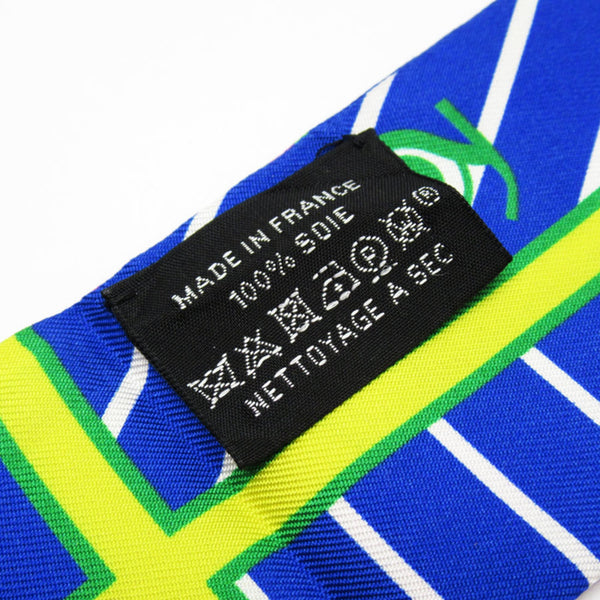 MADE IN FRANCE
100% SOIE
P W ®
NETTOYAGE A SEC